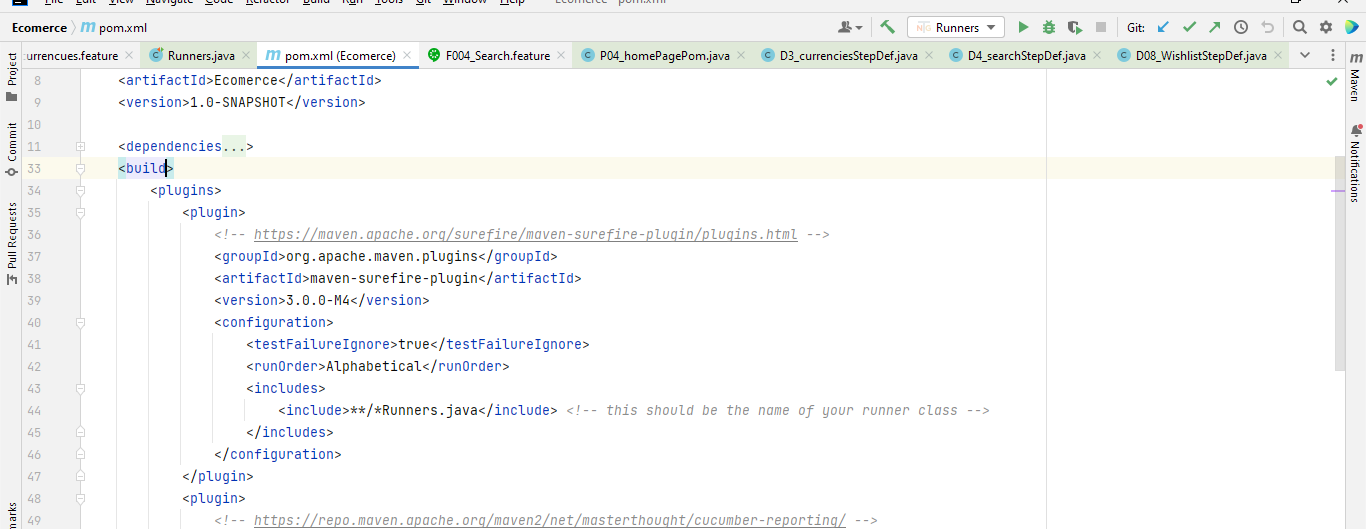 File Edit View Navigate Code Refactor Build Run Tools Git Window Help Ecomerce - pom.xml
Ecomerce pom.xml Runners Git:
urrencues.feature Runners.java pom.xml (Ecomerce) F004_Search.feature P04_homePagePom.java D3_currenciesStepDef.java D4_searchStepDef.java D08_WishlistStepDef.java
Project
Commit
Pull Requests
marks
8 <artifactId>Ecomerce</artifactId>
9 <version>1.0-SNAPSHOT</version>
10
11 <dependencies...>
33 <build>
34 <plugins>
35 <plugin>
36 <!-- https://maven.apache.org/surefire/maven-surefire-plugin/plugins.html -->
37 <groupId>org.apache.maven.plugins</groupId>
38 <artifactId>maven-surefire-plugin</artifactId>
39 <version>3.0.0-M4</version>
40 <configuration>
41 <testFailureIgnore>true</testFailureIgnore>
42 <runOrder>Alphabetical</runOrder>
43 <includes>
44 <include>**/*Runners.java</include> <!-- this should be the name of your runner class -->
45 </includes>
46 </configuration>
47 </plugin>
48 <plugin>
49 <!-- https://repo.maven.apache.org/maven2/net/masterthought/cucumber-reporting/ -->
Maven
Notifications